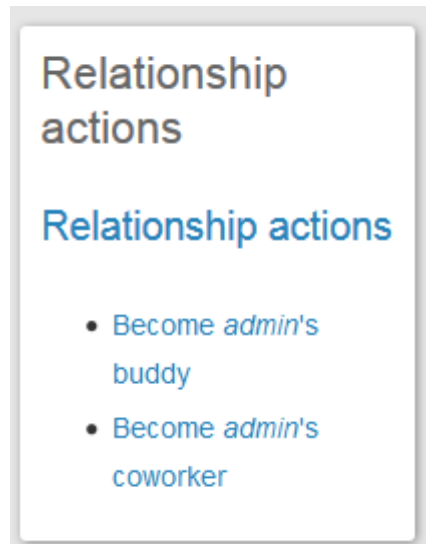 Relationship
actions
Relationship actions
Become admin's
buddy
Become admin's
coworker